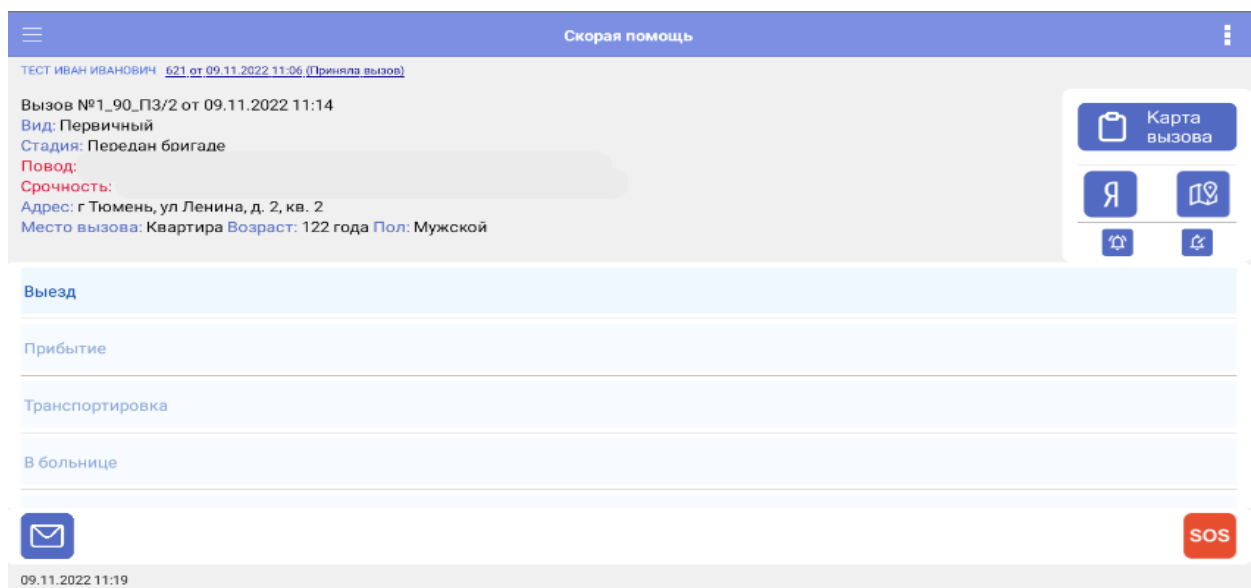 Скорая помощь
ТЕСТ ИВАН ИВАНОВИЧ 621 от 09.11.2022 11:06 (Приняла вызов)
Вызов №1_90_ПЗ/2 от 09.11.2022 11:14
Вид: Первичный
Стадия: Передан бригаде
Повод:
Срочность:
Адрес: г Тюмень, ул Ленина, д. 2, кв. 2
Место вызова: Квартира Возраст: 122 года Пол: Мужской
Карта
вызова
Я
Выезд
Прибытие
Транспортировка
В больнице
SOS
09.11.2022 11:19